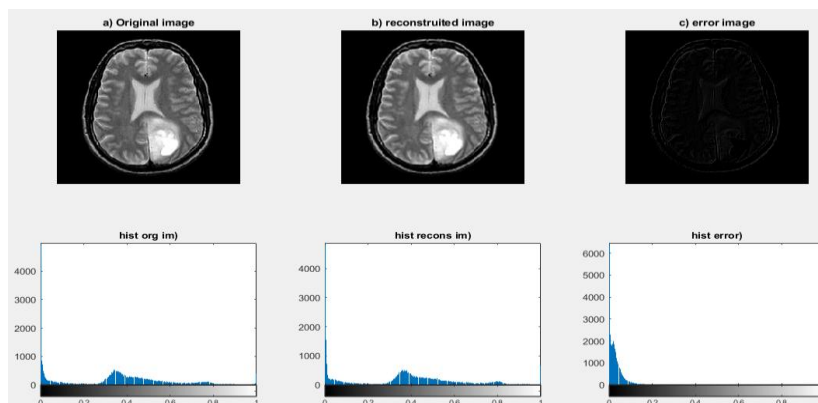 a) Original image
b) reconstruited image
c) error image
hist org im)
hist recons im)
hist error)
4000
3000
2000
1000
0
0 0.2 0.4 0.6 0.8 1
4000
3000
2000
1000
0
0 0.2 0.4 0.6 0.8 1
6000
5000
4000
3000
2000
1000
0
0 0.2 0.4 0.6 0.8